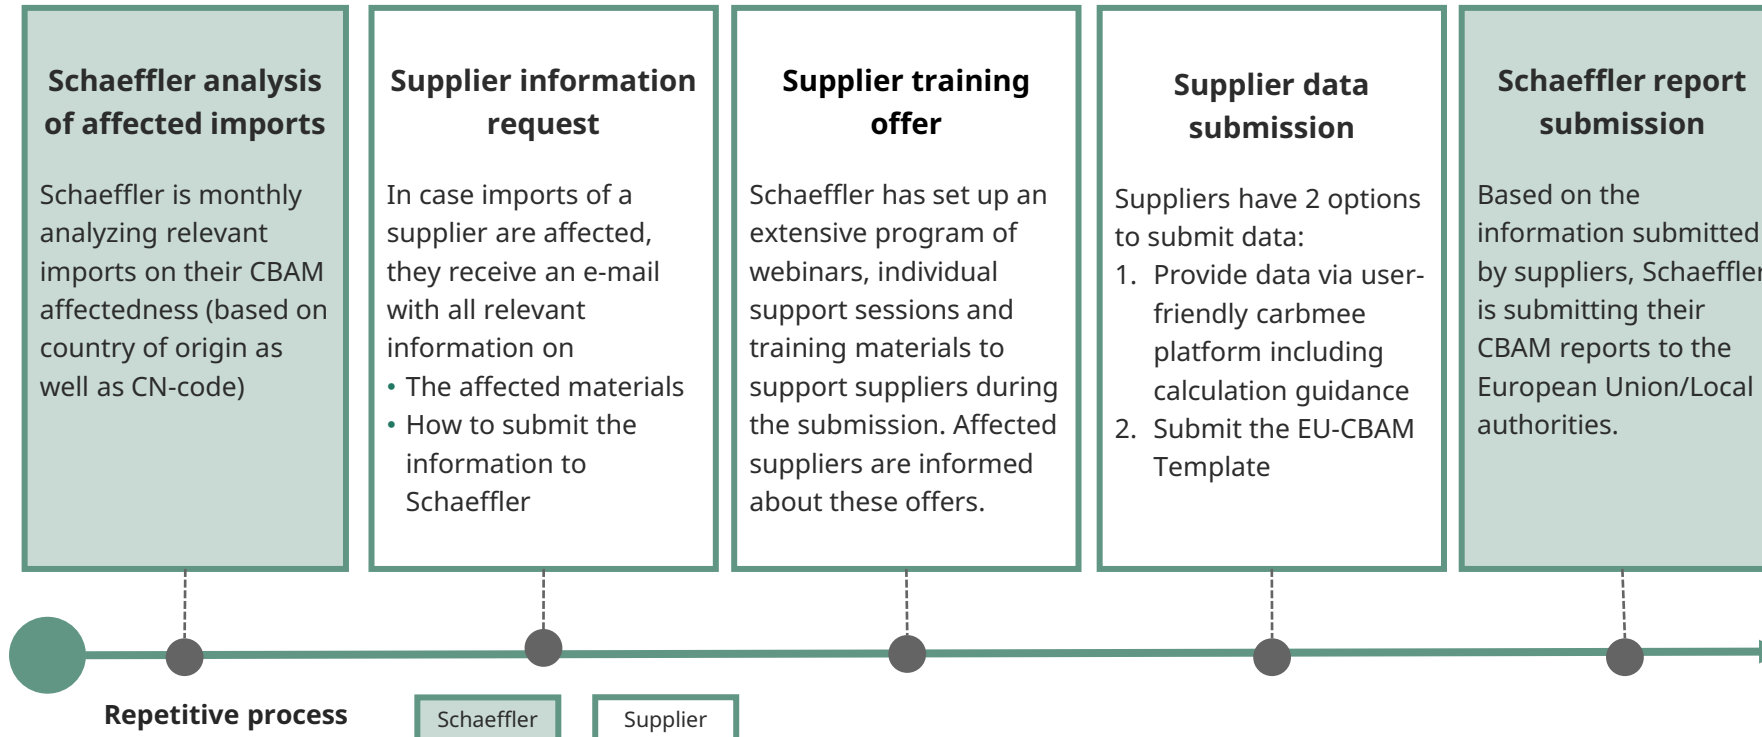 Schaeffler analysis
of affected imports
Schaeffler is monthly
analyzing relevant
imports on their CBAM
affectedness (based on
country of origin as
well as CN-code)
Supplier information
request
In case imports of a
supplier are affected,
they receive an e-mail
with all relevant
information on
• The affected materials
• How to submit the
information to
Schaeffler
Supplier training
offer
Schaeffler has set up an
extensive program of
webinars, individual
support sessions and
training materials to
support suppliers during
the submission. Affected
suppliers are informed
about these offers.
Supplier data
submission
Suppliers have 2 options
to submit data:
1. Provide data via user-
friendly carbmee
platform including
calculation guidance
2. Submit the EU-CBAM
Template
Schaeffler report
submission
Based on the
information submitted
by suppliers, Schaeffler
is submitting their
CBAM reports to the
European Union/Local
authorities.
Repetitive process
Schaeffler
Supplier